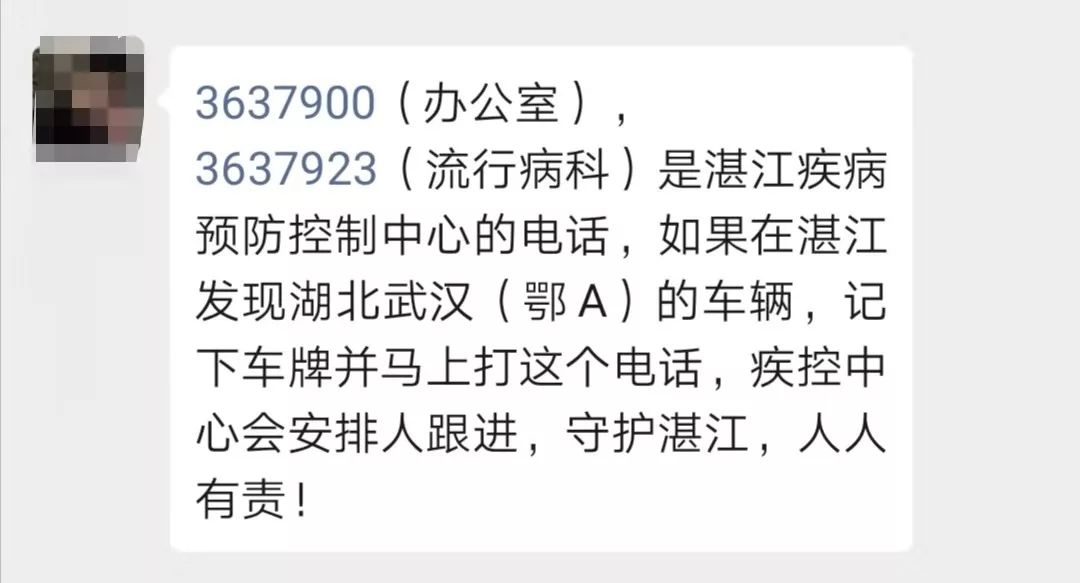 3637900（办公室），
3637923（流行病科）是湛江疾病
预防控制中心的电话，如果在湛江
发现湖北武汉（鄂A）的车辆，记
下车牌并马上打这个电话，疾控中
心会安排人跟进，守护湛江，人人
有责！